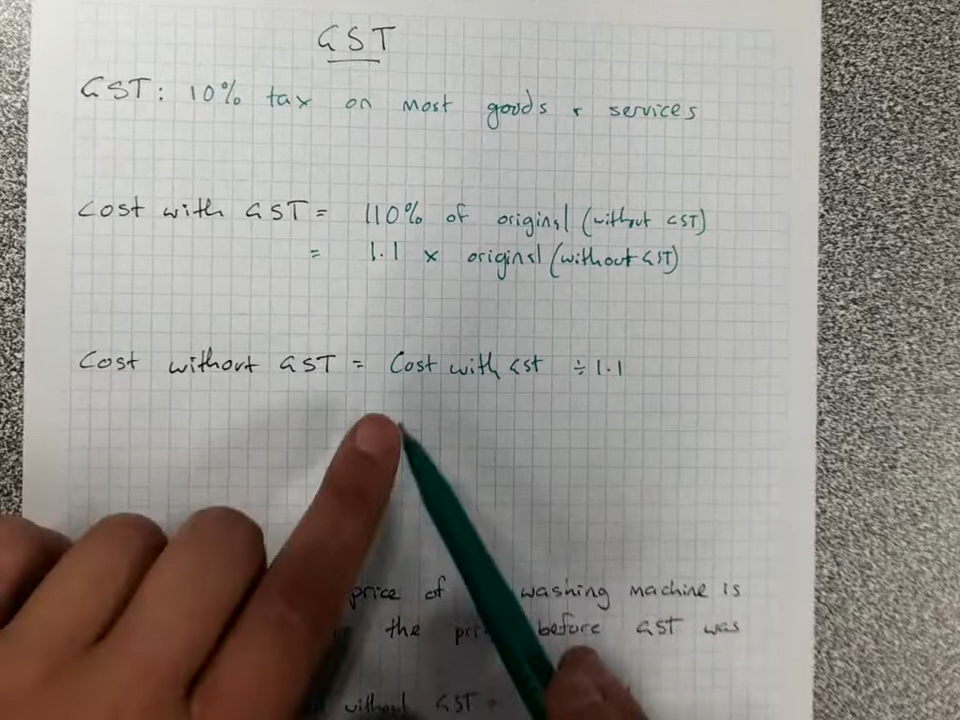 GST
GST: 10% tax on most goods + services
Cost with GST = 110% of original (without GST)
= 1.1 × original (without GST)
Cost without GST = Cost with Gst ÷ 1.1
price of washing machine is
the before GST was
without GST =